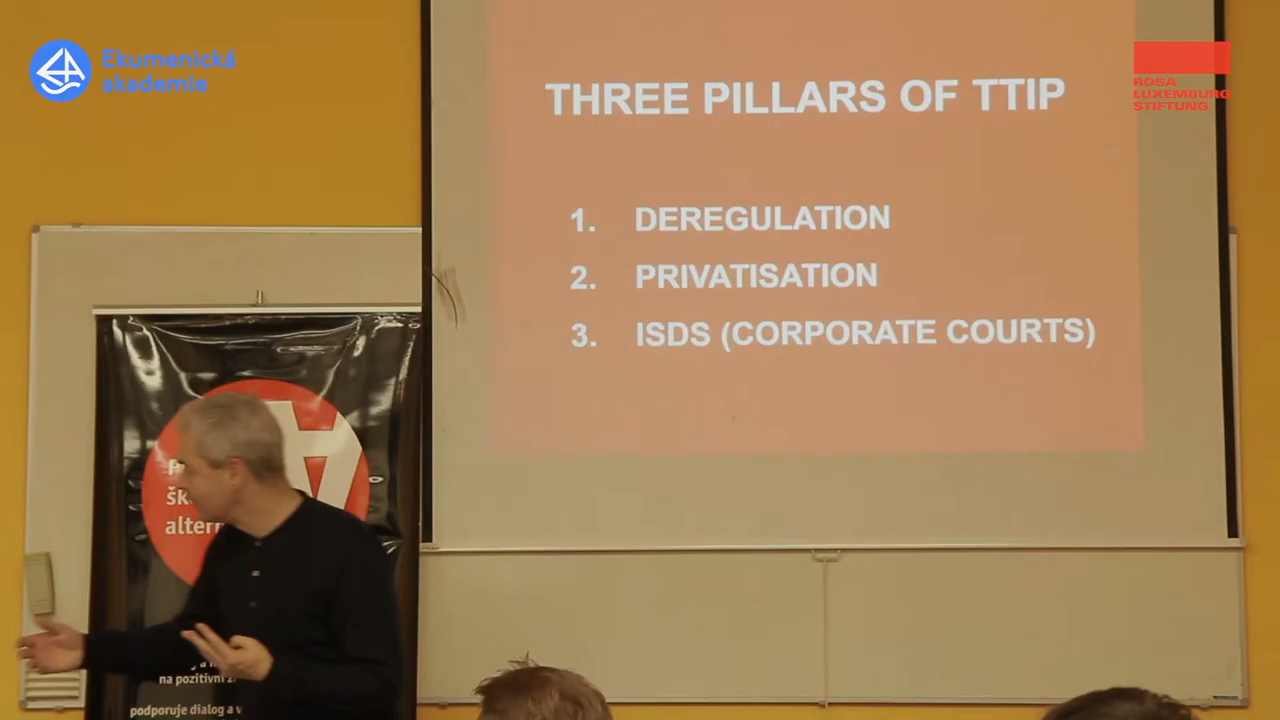 Ekumenická
akademie
ROSA
LUXEMBURG
STIFTUNG
THREE PILLARS OF TTIP
1. DEREGULATION
2. PRIVATISATION
3. ISDS (CORPORATE COURTS)
na pozitivní
podporuje dialog a